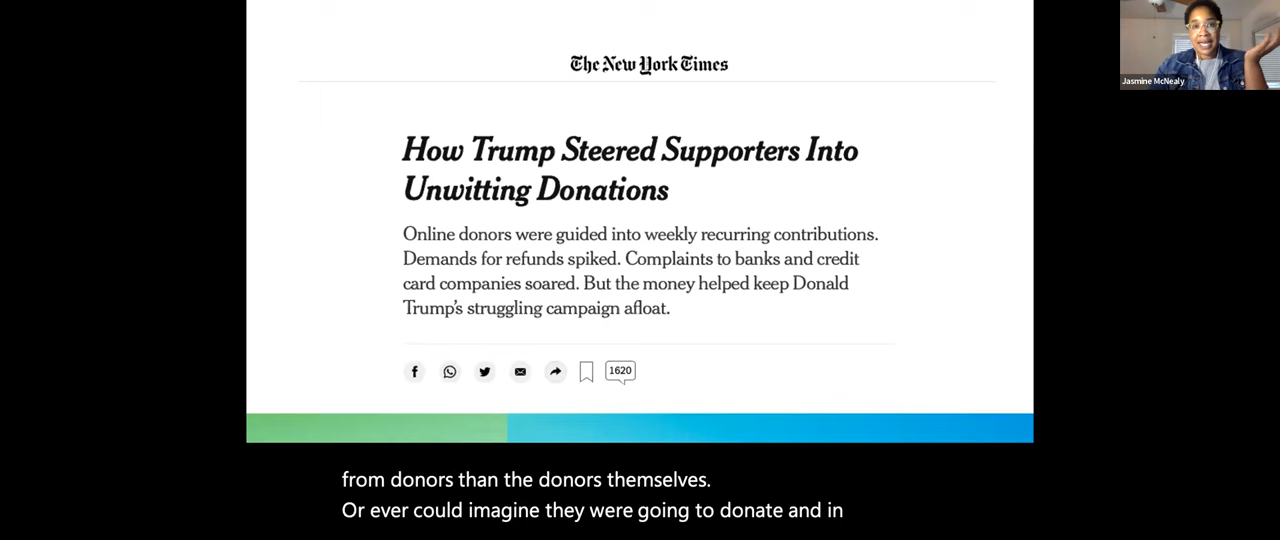 The New York Times
Jasmine McNealy
How Trump Steered Supporters Into
Unwitting Donations
Online donors were guided into weekly recurring contributions.
Demands for refunds spiked. Complaints to banks and credit
card companies soared. But the money helped keep Donald
Trump's struggling campaign afloat.
1620
from donors than the donors themselves.
Or ever could imagine they were going to donate and in